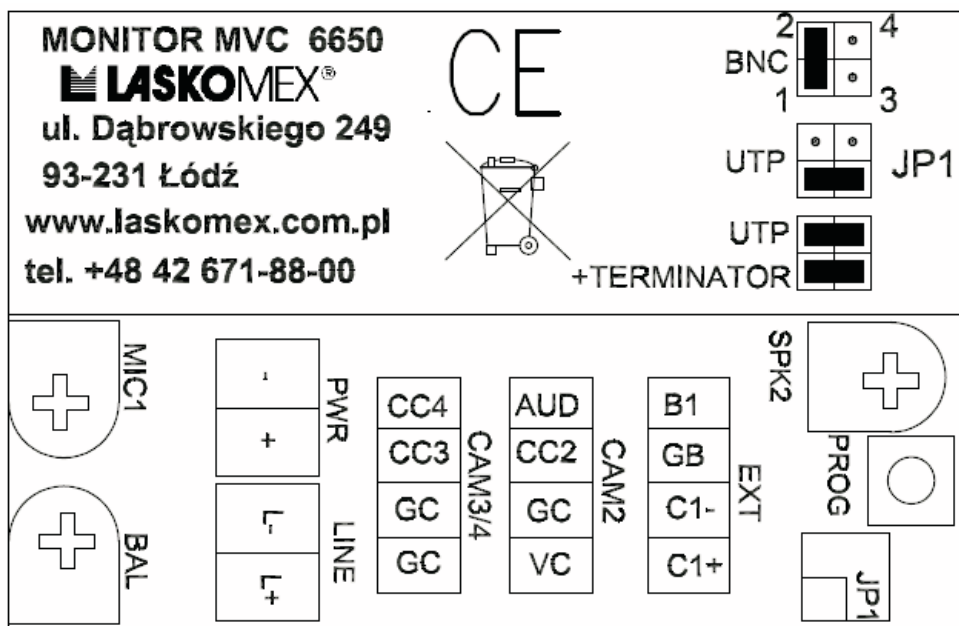 MONITOR MVC 6650
LASKOMEX®
ul. Dąbrowskiego 249
93-231 Łódź
www.laskomex.com.pl
tel. +48 42 671-88-00
CE
2 4
BNC
1 3
UTP
JP1
UTP
+TERMINATOR
MIC1
BAL
-
+
PWR
L-
L+
LINE
CC4
CC3
GC
GC
CAM3/4
AUD
CC2
GC
VC
CAM2
B1
GB
C1-
C1+
EXT
SPK2
PROG
JP1